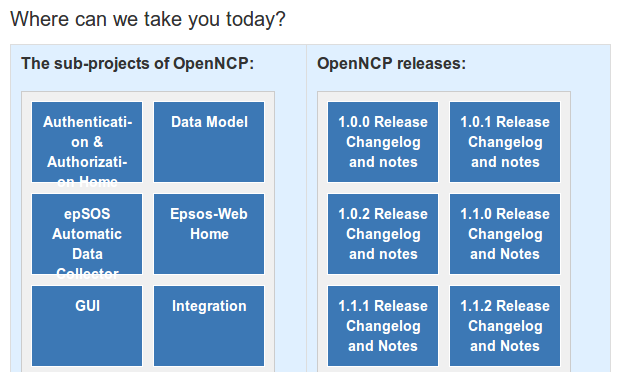 Where can we take you today?
The sub-projects of OpenNCP:
Authenticati-
on &
Authorizati-
on Home
Data Model
epSOS
Automatic
Data
Collector
Epsos-Web
Home
GUI
Integration
OpenNCP releases:
1.0.0 Release
Changelog
and notes
1.0.1 Release
Changelog
and notes
1.0.2 Release
Changelog
and notes
1.1.0 Release
Changelog
and Notes
1.1.1 Release
Changelog
and Notes
1.1.2 Release
Changelog
and Notes